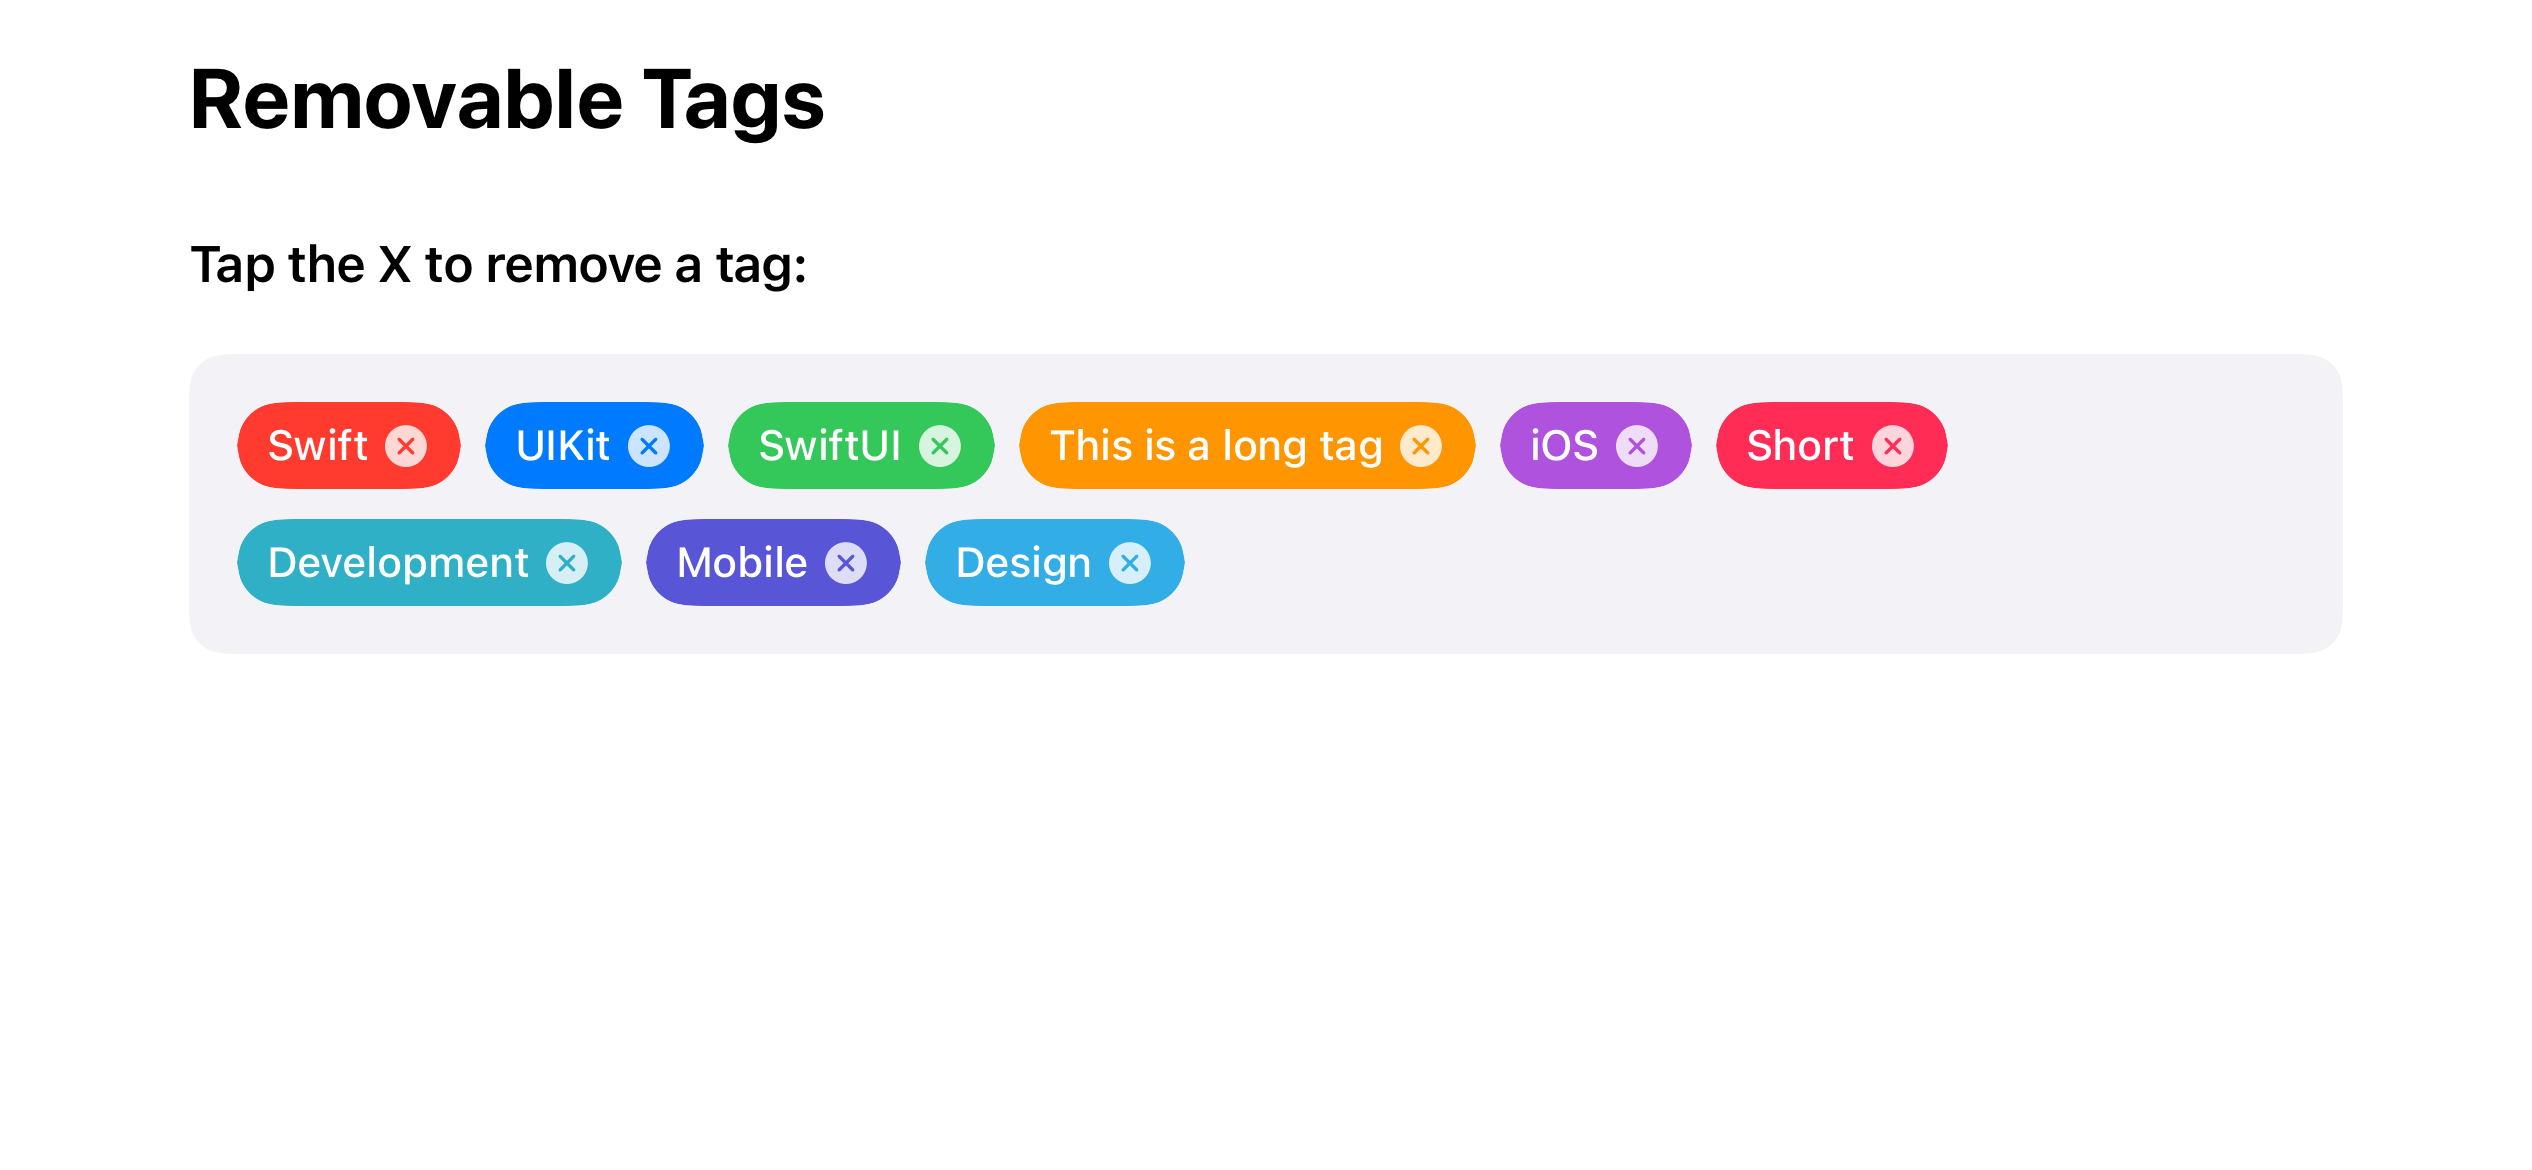 Removable Tags
Tap the X to remove a tag:
Swift UIKit SwiftUI This is a long tag iOS Short
Development Mobile Design